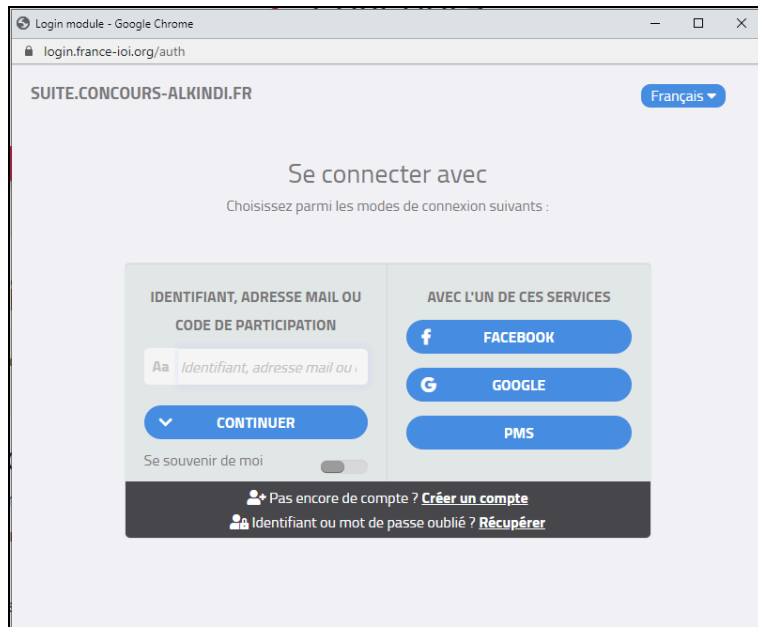 Login module - Google Chrome
login.france-ioi.org/auth
SUITE.CONCOURS-ALKINDI.FR
Français
Se connecter avec
Choisissez parmi les modes de connexion suivants :
IDENTIFIANT, ADRESSE MAIL OU
CODE DE PARTICIPATION
Aa Identifiant, adresse mail ou
CONTINUER
Se souvenir de moi
AVEC L'UN DE CES SERVICES
f FACEBOOK
G GOOGLE
PMS
Pas encore de compte ? Créer un compte
Identifiant ou mot de passe oublié ? Récupérer